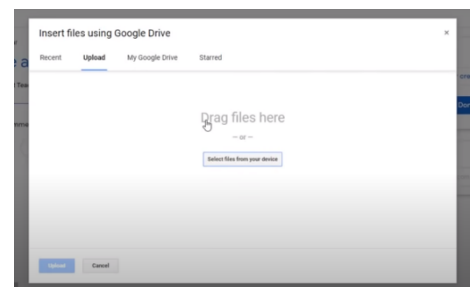 Insert files using Google Drive
×
Recent Upload My Google Drive Starred
Drag files here
— or —
Select files from your device
Upload Cancel